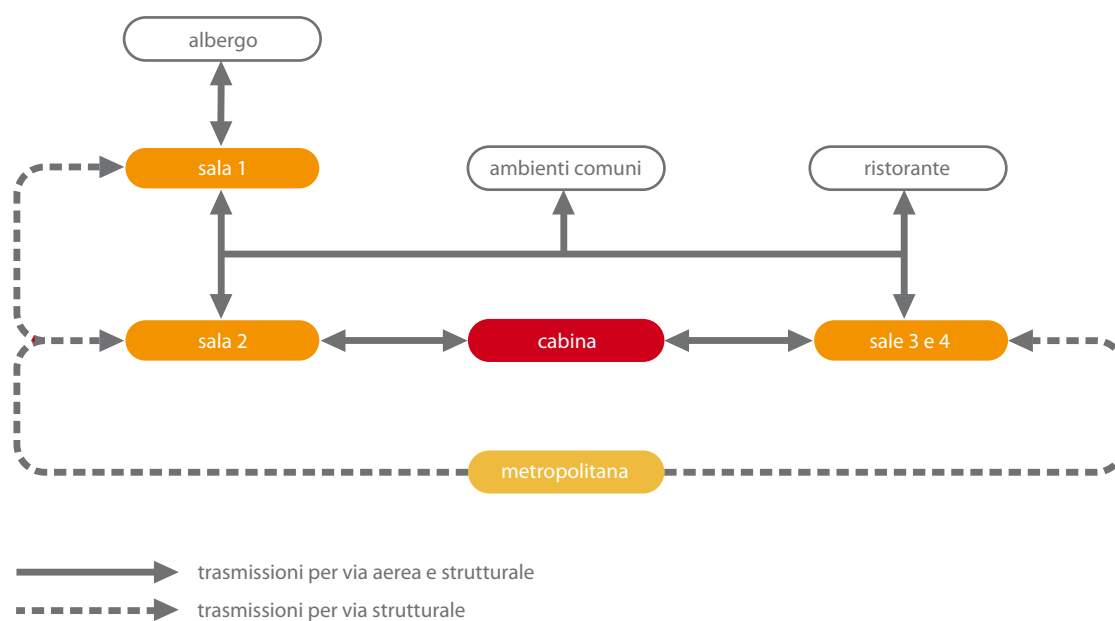 albergo
sala 1
ambienti comuni
ristorante
sala 2
cabina
sale 3 e 4
metropolitana
trasmissioni per via aerea e strutturale
trasmissioni per via strutturale